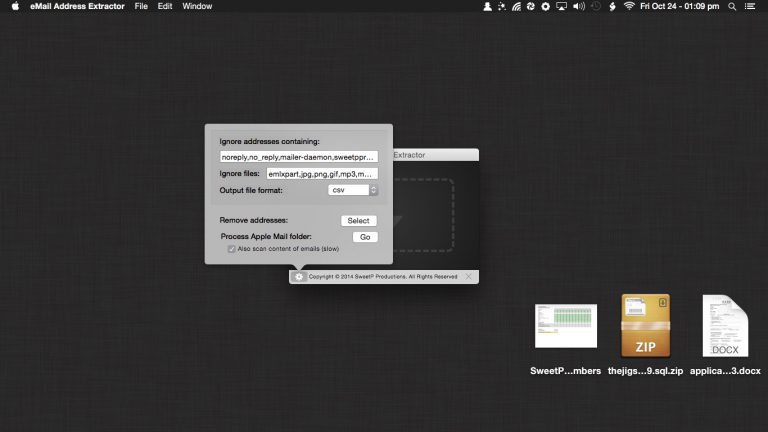 eMail Address Extractor File Edit Window Fri Oct 24 - 01:09 pm
Ignore addresses containing:
noreply,no_reply,mailer-daemon,sweetppr...
Ignore files: emlxpart,jpg,png,gif,mp3,m...
Output file format: csv
Remove addresses: Select
Process Apple Mail folder: Go
Also scan content of emails (slow)
Extractor
Copyright © 2014 SweetP Productions. All Rights Reserved
ZIP
DOCX
SweetP...mbers thejigs...9.sql.zip applica...3.docx